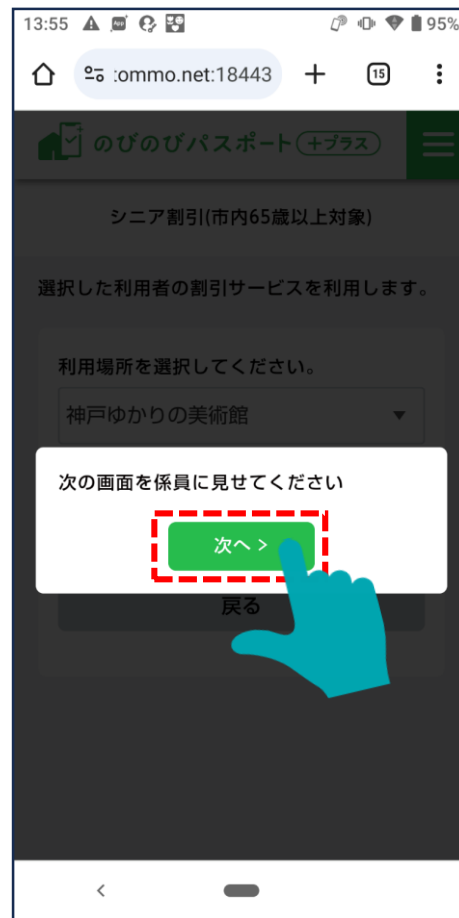 13:55 95%
:ommo.net:18443 15
のびのびパスポート +プラス
シニア割引(市内65歳以上対象)
選択した利用者の割引サービスを利用します。
利用場所を選択してください。
神戸ゆかりの美術館
次の画面を係員に見せてください
次へ >
戻る